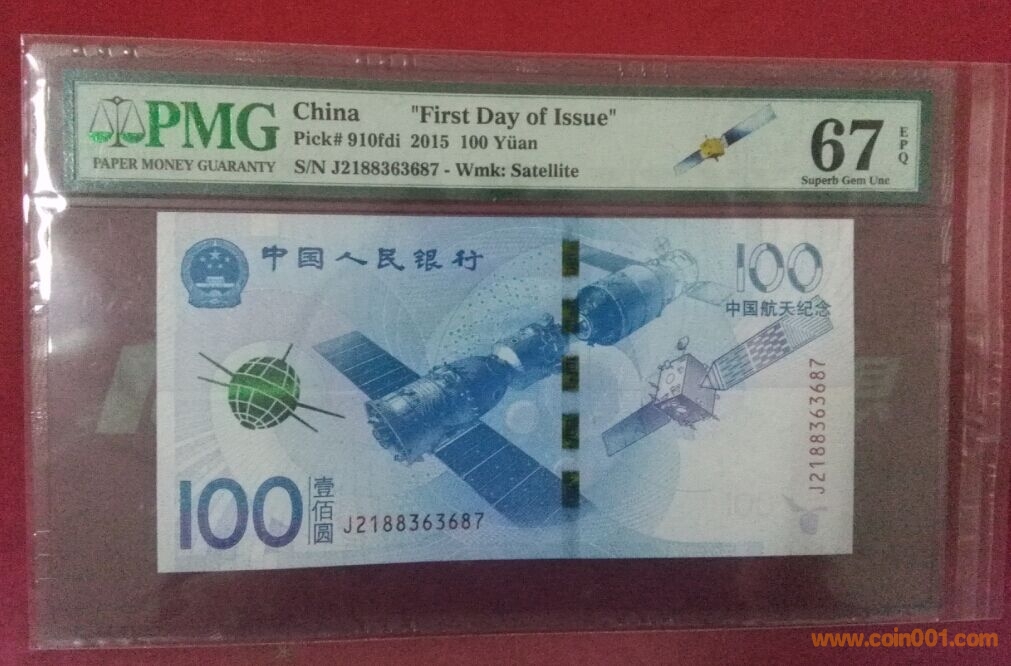 PMG
PAPER MONEY GUARANTY
China "First Day of Issue"
Pick# 910fdi 2015 100 Yüan
S/N J2188363687 - Wmk: Satellite
67
EPQ
Superb Gem Unc
中国人民银行
100
中国航天纪念
J2188363687
100
壹佰圆
J2188363687
www.coin001.com